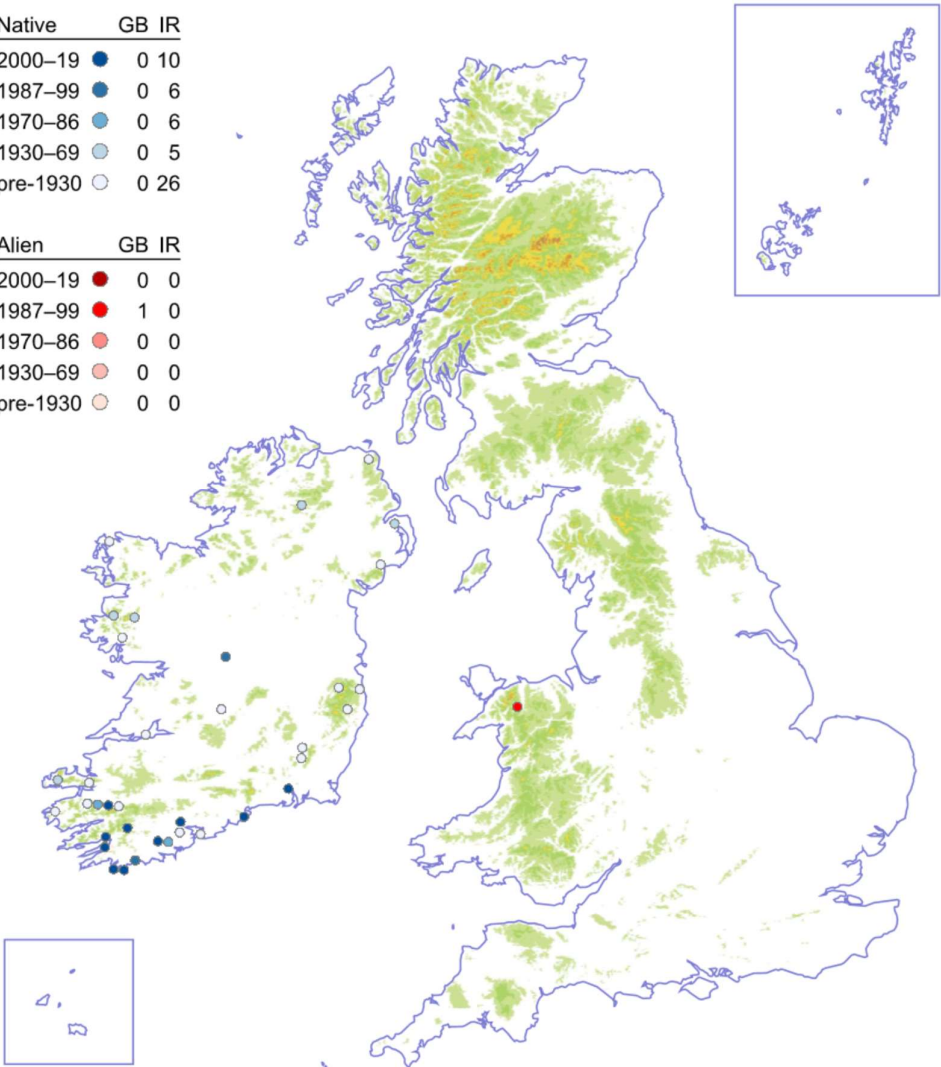 Native GB IR
2000–19 0 10
1987–99 0 6
1970–86 0 6
1930–69 0 5
pre-1930 0 26
Alien GB IR
2000–19 0 0
1987–99 1 0
1970–86 0 0
1930–69 0 0
pre-1930 0 0